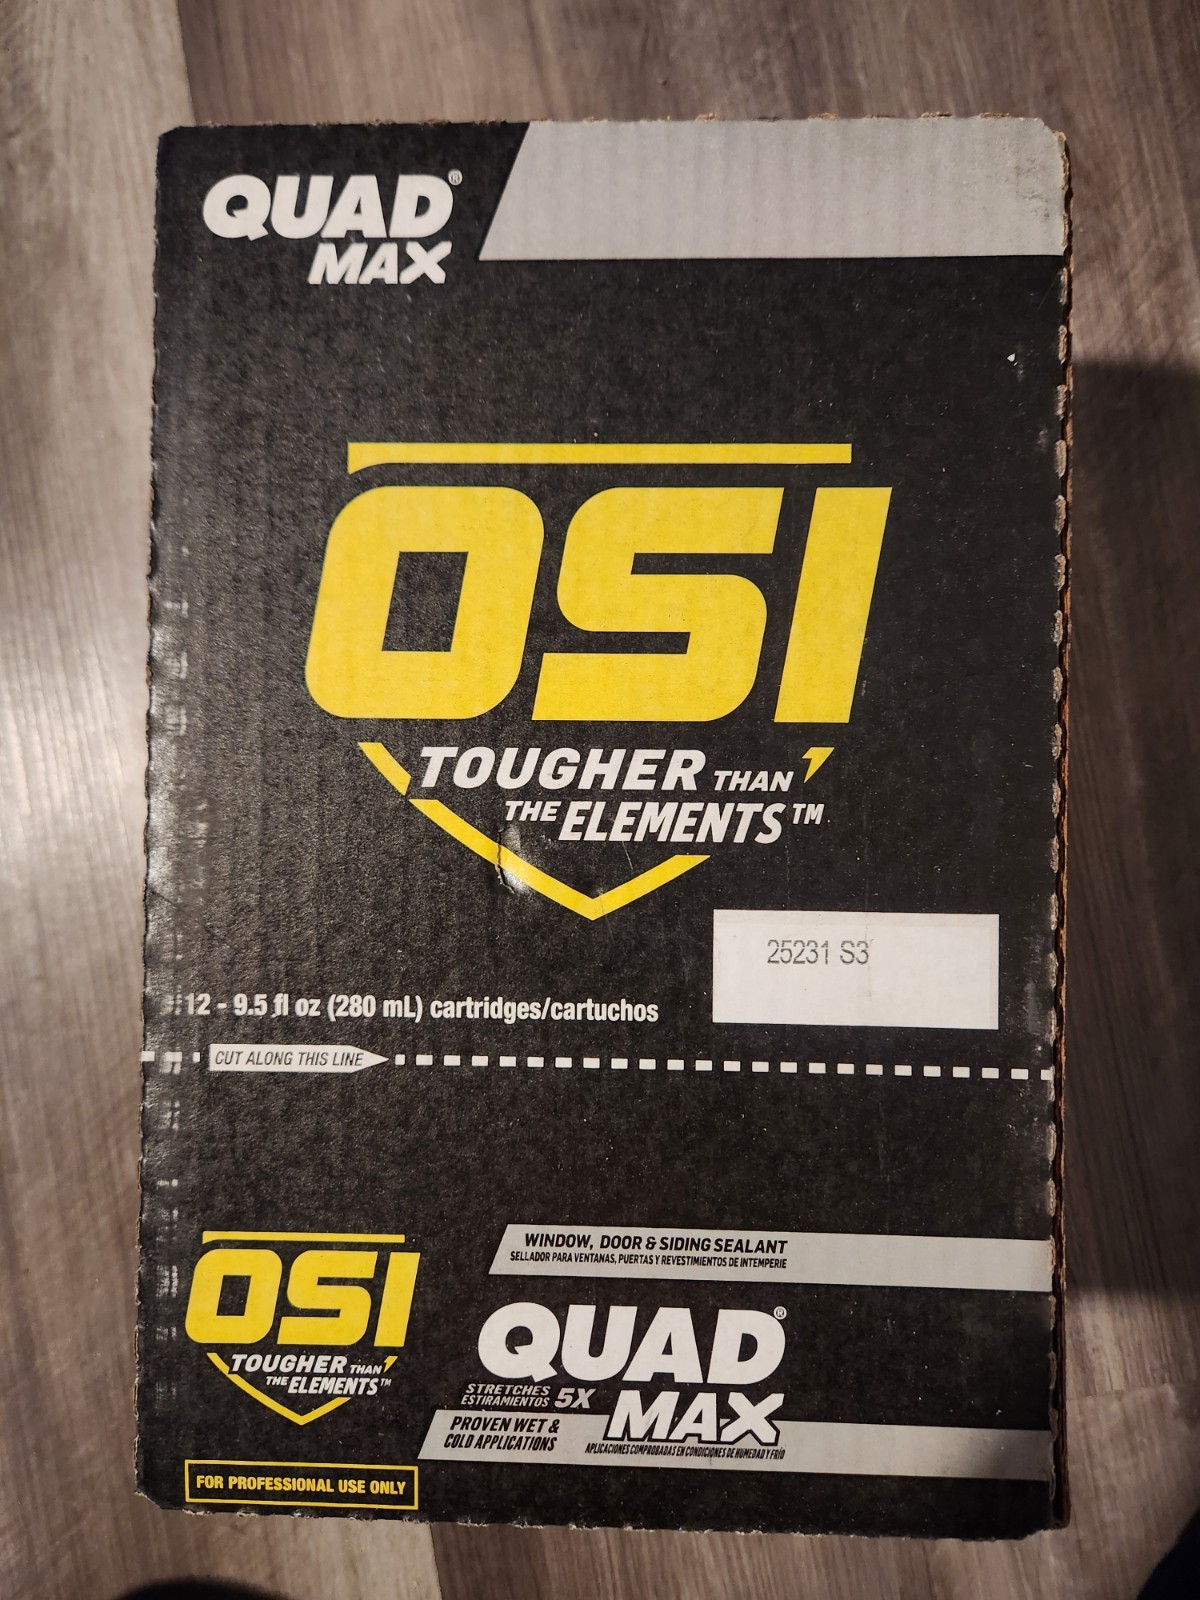 QUAD®
MAX
OSI
TOUGHER THAN
THE ELEMENTS™
25231 S3
12 - 9.5 fl oz (280 mL) cartridges/cartuchos
CUT ALONG THIS LINE
WINDOW, DOOR & SIDING SEALANT
SELLADOR PARA VENTANAS, PUERTAS Y REVESTIMIENTOS DE INTEMPERIE
OSI
TOUGHER THAN
THE ELEMENTS™
QUAD®
MAX
STRETCHES
ESTIRAMIENTOS 5X
PROVEN WET &
COLD APPLICATIONS
APLICACIONES COMPROBADAS EN CONDICIONES DE HUMEDAD Y FRÍO
FOR PROFESSIONAL USE ONLY